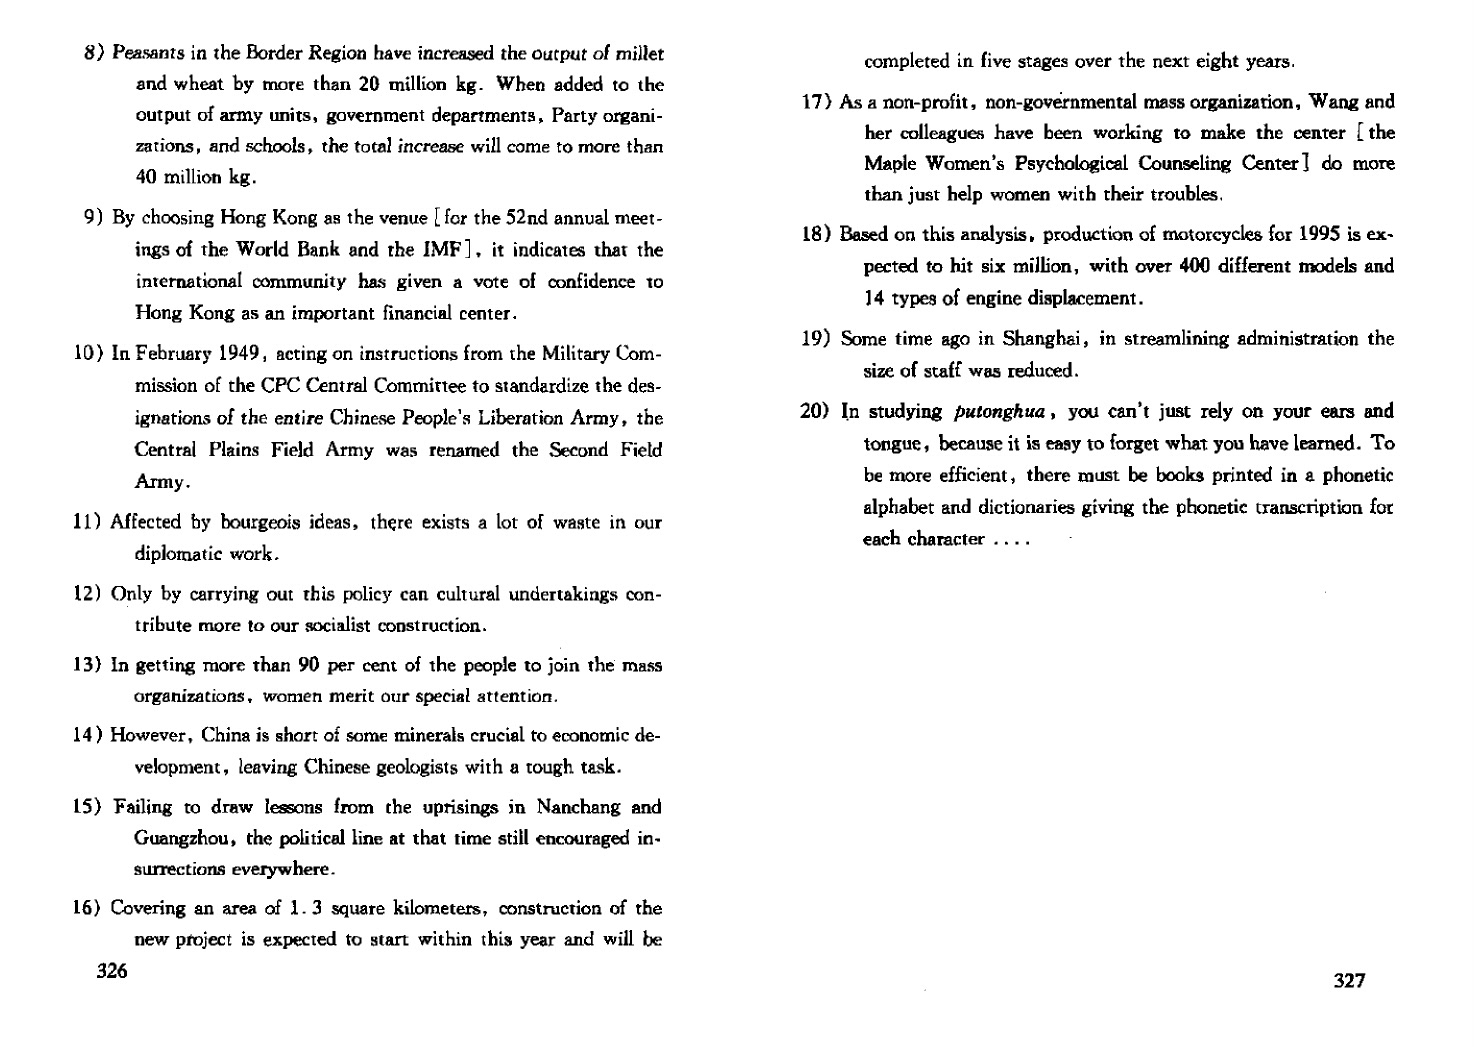 8) Peasants in the Border Region have increased the output of millet
and wheat by more than 20 million kg. When added to the
output of army units, government departments, Party organi-
zations, and schools, the total increase will come to more than
40 million kg.
9) By choosing Hong Kong as the venue [for the 52nd annual meet-
ings of the World Bank and the IMF], it indicates that the
international community has given a vote of confidence to
Hong Kong as an important financial center.
10) In February 1949, acting on instructions from the Military Com-
mission of the CPC Central Committee to standardize the des-
ignations of the entire Chinese People's Liberation Army, the
Central Plains Field Army was renamed the Second Field
Army.
11) Affected by bourgeois ideas, there exists a lot of waste in our
diplomatic work.
12) Only by carrying out this policy can cultural undertakings con-
tribute more to our socialist construction.
13) In getting more than 90 per cent of the people to join the mass
organizations, women merit our special attention.
14) However, China is short of some minerals crucial to economic de-
velopment, leaving Chinese geologists with a tough task.
15) Failing to draw lessons from the uprisings in Nanchang and
Guangzhou, the political line at that time still encouraged in-
surrections everywhere.
16) Covering an area of 1.3 square kilometers, construction of the
new project is expected to start within this year and will be
326
completed in five stages over the next eight years.
17) As a non-profit, non-governmental mass organization, Wang and
her colleagues have been working to make the center [the
Maple Women's Psychological Counseling Center] do more
than just help women with their troubles.
18) Based on this analysis, production of motorcycles for 1995 is ex-
pected to hit six million, with over 400 different models and
14 types of engine displacement.
19) Some time ago in Shanghai, in streamlining administration the
size of staff was reduced.
20) In studying putonghua, you can't just rely on your ears and
tongue, because it is easy to forget what you have learned. To
be more efficient, there must be books printed in a phonetic
alphabet and dictionaries giving the phonetic transcription for
each character ....
327